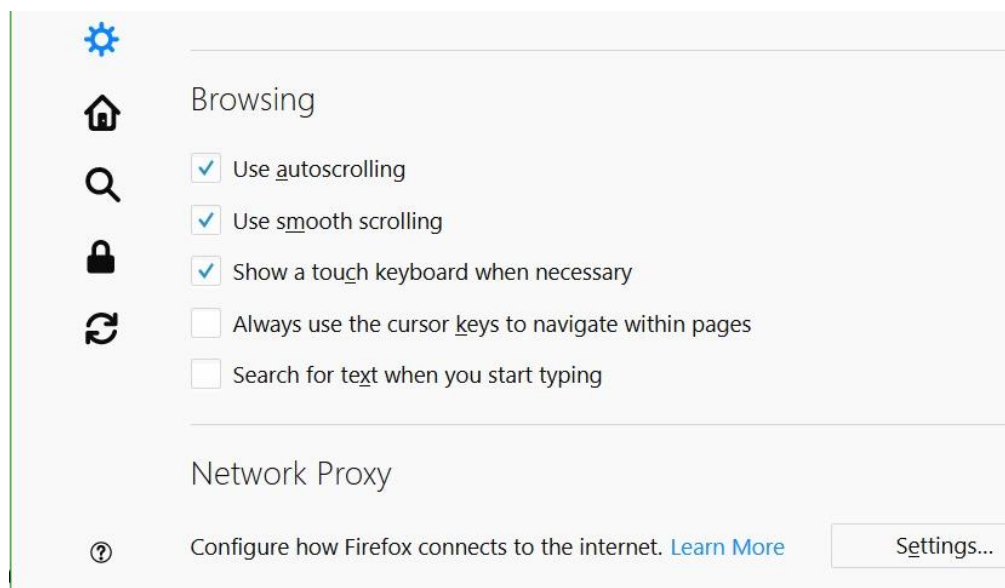 Browsing
Use autoscrolling
Use smooth scrolling
Show a touch keyboard when necessary
Always use the cursor keys to navigate within pages
Search for text when you start typing
Network Proxy
Configure how Firefox connects to the internet. Learn More Settings...